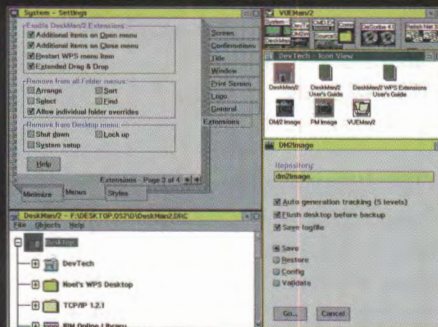 System - Settings
Enable DeskMan/2 Extensions:
Additional items on Open menu
Additional items on Close menu
Restart WPS menu item
Extended Drag & Drop
Remove from all Folder menus:
Arrange
Sort
Select
Find
Allow individual folder overrides
Remove from Desktop menu:
Shut down
Lock up
System setup
Help
Extensions - Page 3 of 4
Minimize
Menus
Styles
Screen
Confirmations
Title
Window
Print Screen
Logo
General
Extensions
DeskMan/2 - F:\DESKTOP.OS2\D\DeskMan2.DRC
File Objects Help
Desktop
DevTech
Noel's WPS Desktop
TCP/IP 1.2.1
IBM Online Library
VUEMan/2
DevTech - Icon View
DeskMan/2
DeskMan/2 User's Guide
DeskMan/2 WPS Extensions User's Guide
DM/2 Image
PM Image
VUEMan/2
DM2Image
Repository
dm2image
Auto generation tracking (5 levels)
Flush desktop before backup
Save logfile
Save
Restore
Config
Validate
Go...
Cancel